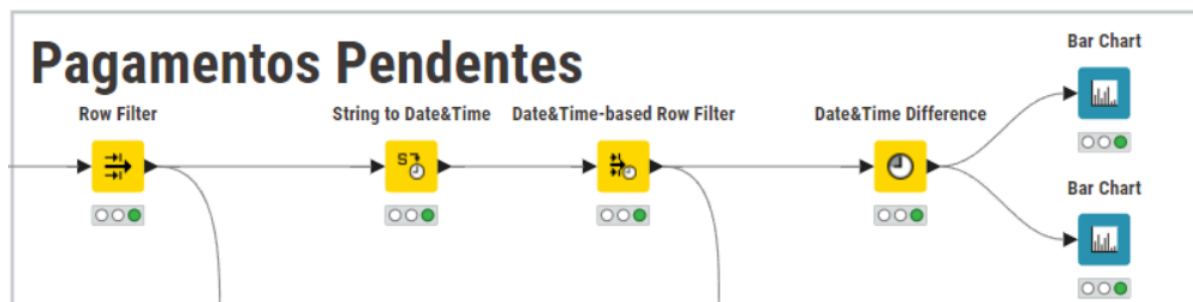 Pagamentos Pendentes
Bar Chart
Row Filter
String to Date&Time
Date&Time-based Row Filter
Date&Time Difference
S
Bar Chart